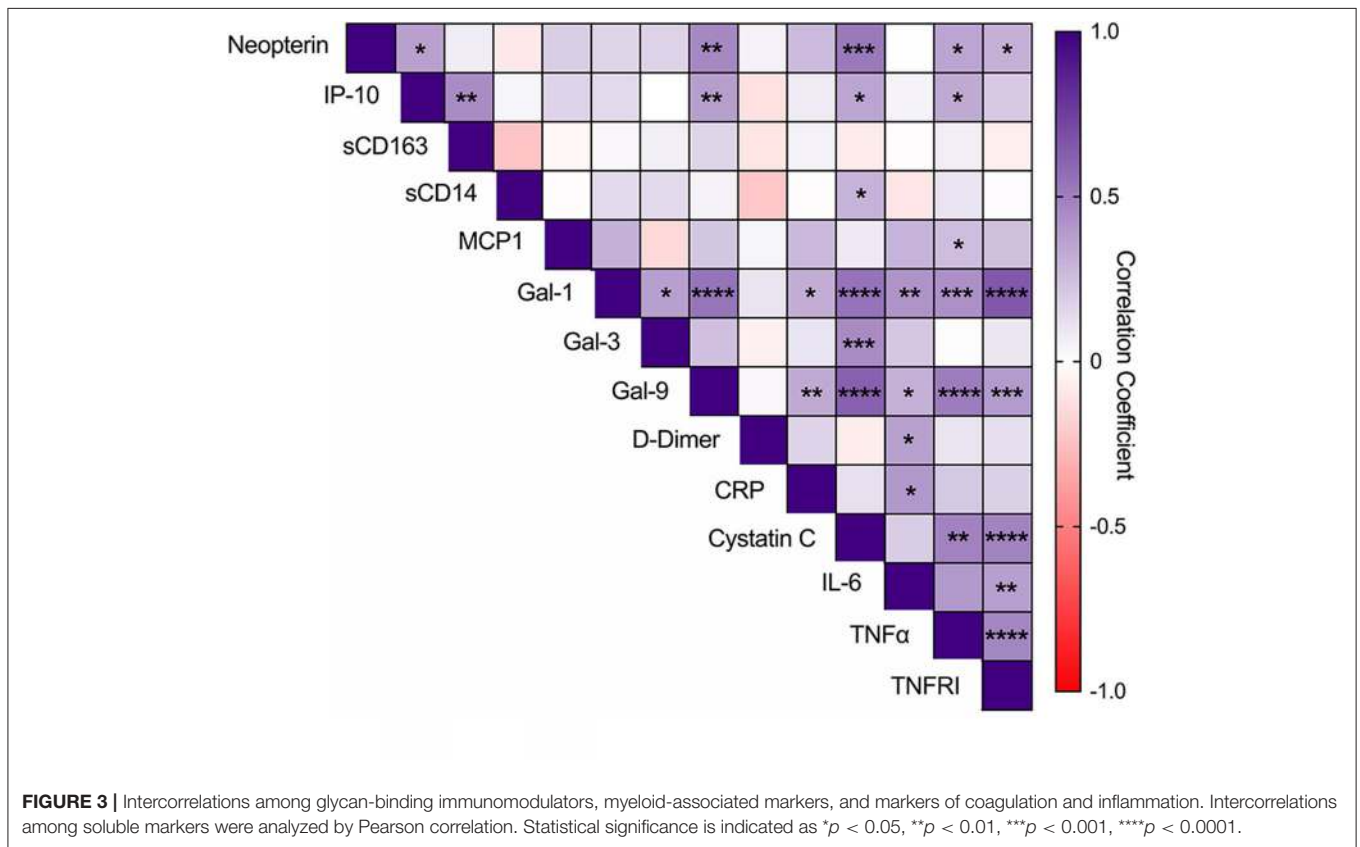 1.0
Neopterin * ** *** * *
IP-10 ** ** * *
sCD163
0.5
sCD14 *
MCP1 *
Gal-1 * **** * **** ** *** ****
Gal-3 ***
0
Gal-9 ** **** * **** ***
D-Dimer *
CRP *
-0.5
Cystatin C ** ****
IL-6 **
TNFα ****
TNFRI
-1.0
Correlation Coefficient
FIGURE 3 | Intercorrelations among glycan-binding immunomodulators, myeloid-associated markers, and markers of coagulation and inflammation. Intercorrelations
among soluble markers were analyzed by Pearson correlation. Statistical significance is indicated as *p < 0.05, **p < 0.01, ***p < 0.001, ****p < 0.0001.